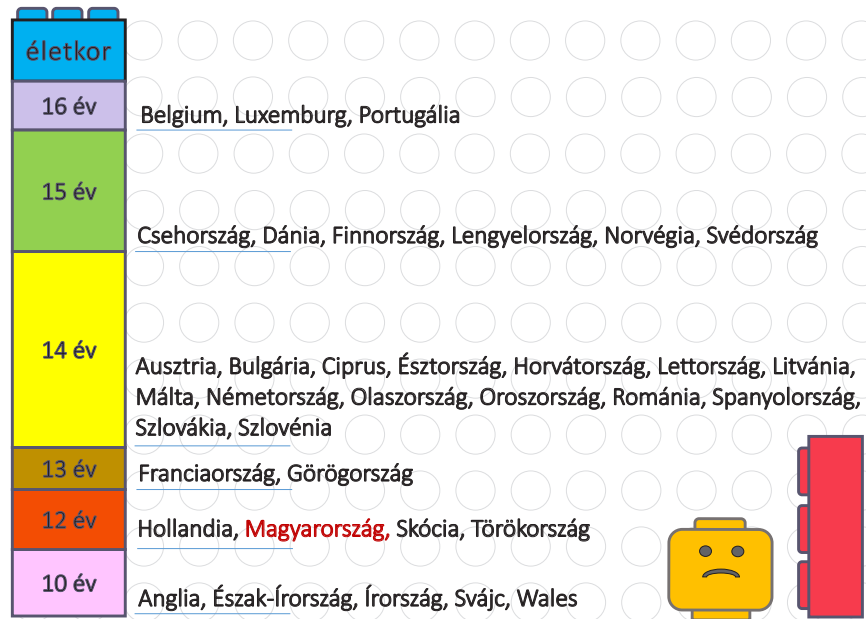 életkor
16 év
Belgium, Luxemburg, Portugália
15 év
Csehország, Dánia, Finnország, Lengyelország, Norvégia, Svédország
14 év
Ausztria, Bulgária, Ciprus, Észtország, Horvátország, Lettország, Litvánia,
Málta, Németország, Olaszország, Oroszország, Románia, Spanyolország,
Szlovákia, Szlovénia
13 év
Franciaország, Görögország
12 év
Hollandia, Magyarország, Skócia, Törökország
10 év
Anglia, Észak-Írország, Írország, Svájc, Wales